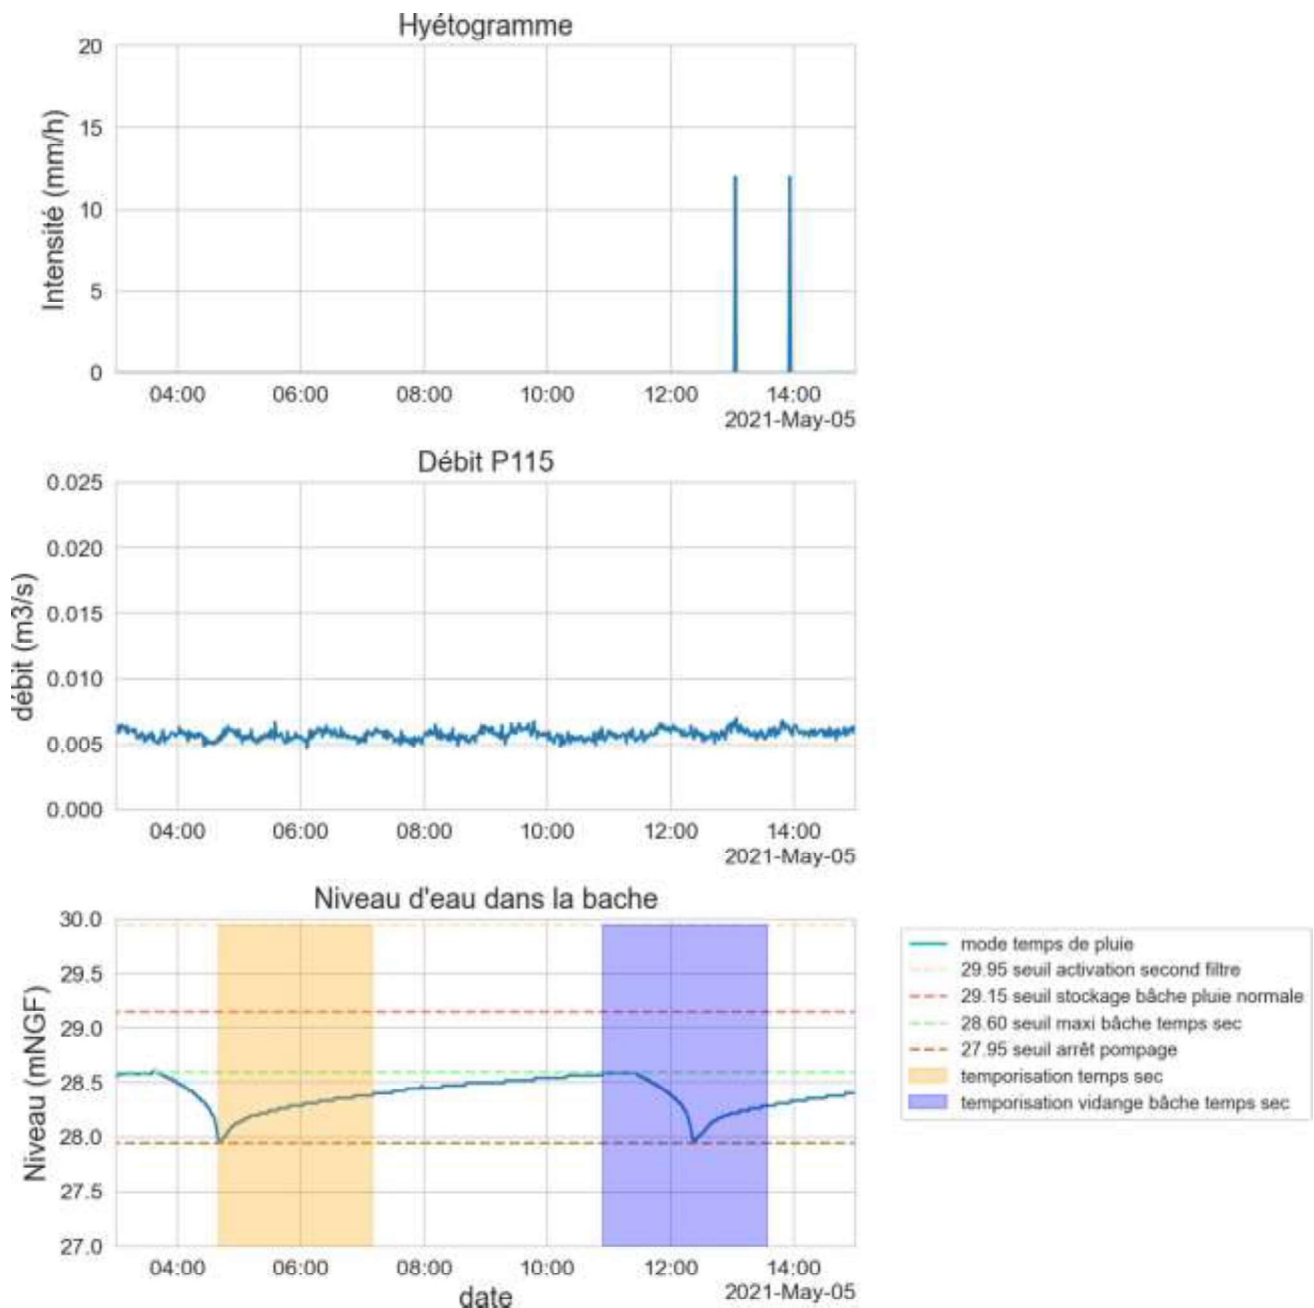 Hyétogramme
20
15
10
5
0
Intensité (mm/h)
04:00 06:00 08:00 10:00 12:00 14:00
2021-May-05
Débit P115
0.025
0.020
0.015
0.010
0.005
0.000
débit (m3/s)
04:00 06:00 08:00 10:00 12:00 14:00
2021-May-05
Niveau d'eau dans la bache
30.0
29.5
29.0
28.5
28.0
27.5
27.0
Niveau (mNGF)
04:00 06:00 08:00 10:00 12:00 14:00
2021-May-05
date
mode temps de pluie
29.95 seuil activation second filtre
29.15 seuil stockage bâche pluie normale
28.60 seuil maxi bâche temps sec
27.95 seuil arrêt pompage
temporisation temps sec
temporisation vidange bâche temps sec